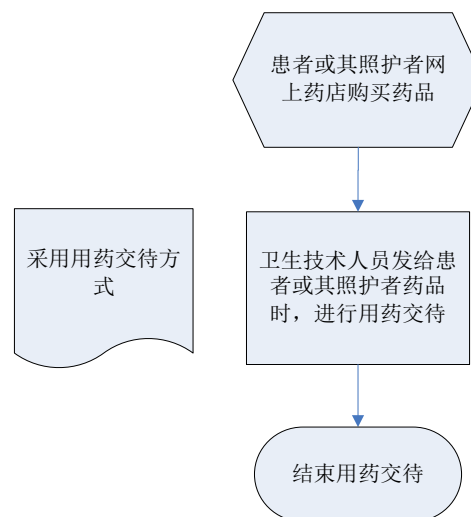 患者或其照护者网
上药店购买药品
采用用药交待方
式
卫生技术人员发给患
者或其照护者药品
时，进行用药交待
结束用药交待